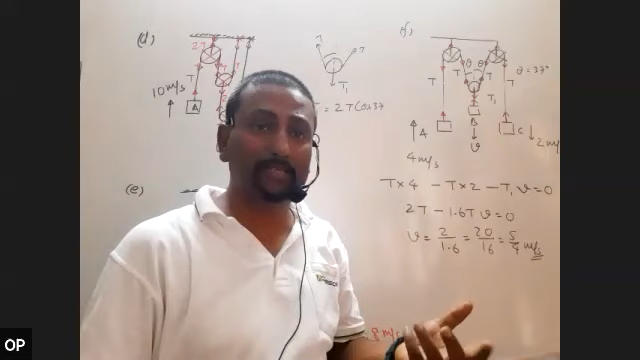 (d)
2T
T
10 m/s
A
T
T
T₁
= 2T Cos 37
(e)
(f)
θ θ
θ = 37°
T
T
T
T
T₁
B
A
C
v
2 m/
4 m/s
T×4 - T×2 - T₁ v = 0
2T - 1.6T v = 0
v = 2/1.6 = 20/16 = 5/4 m/s
8 m/s
OP